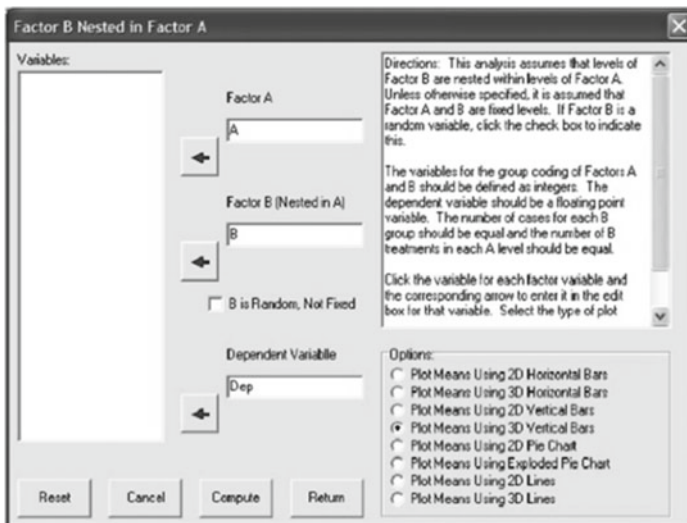 Factor B Nested in Factor A
Variables:
Factor A
A
Factor B (Nested in A)
B
B is Random, Not Fixed
Dependent Variablle
Dep
Reset
Cancel
Compute
Return
Directions: This analysis assumes that levels of
Factor B are nested within levels of Factor A.
Unless otherwise specified, it is assumed that
Factor A and B are fixed levels. If Factor B is a
random variable, click the check box to indicate
this.
The variables for the group coding of Factors A
and B should be defined as integers. The
dependent variable should be a floating point
variable. The number of cases for each B
group should be equal and the number of B
treatments in each A level should be equal.
Click the variable for each factor variable and
the corresponding arrow to enter it in the edit
box for that variable. Select the type of plot
Options:
Plot Means Using 2D Horizontal Bars
Plot Means Using 3D Horizontal Bars
Plot Means Using 2D Vertical Bars
Plot Means Using 3D Vertical Bars
Plot Means Using 2D Pie Chart
Plot Means Using Exploded Pie Chart
Plot Means Using 2D Lines
Plot Means Using 3D Lines